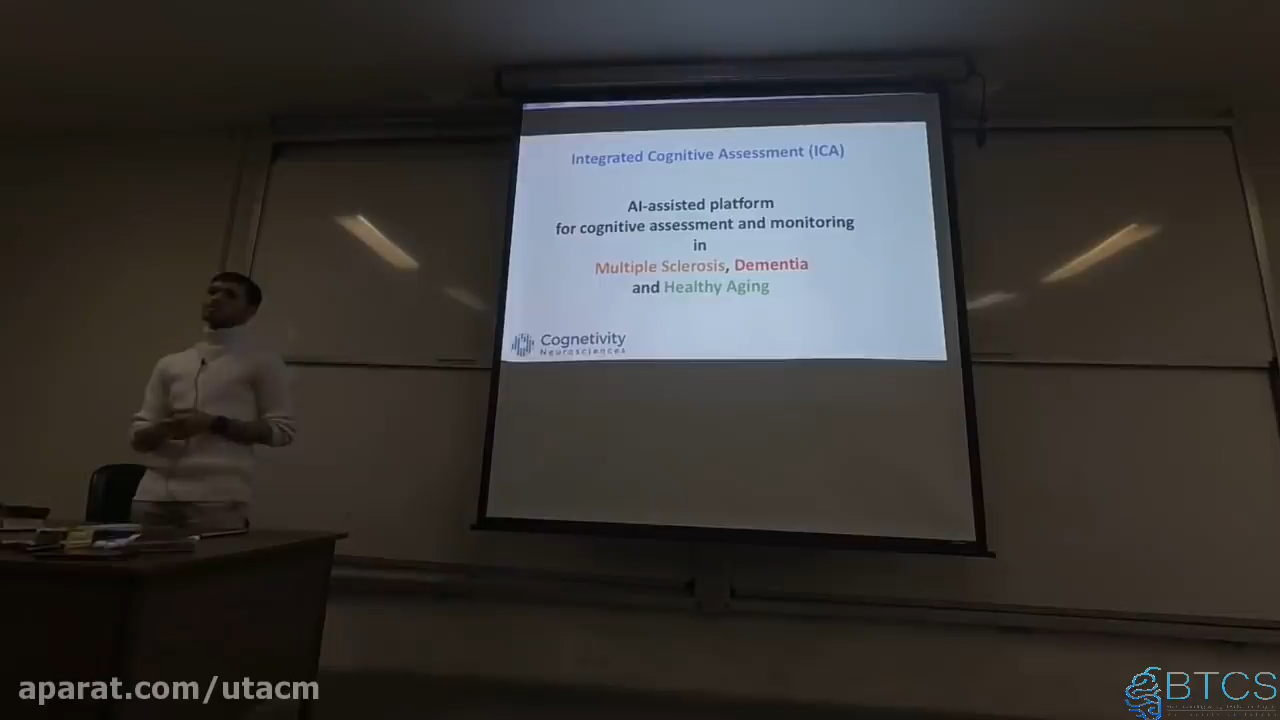 Integrated Cognitive Assessment (ICA)
AI-assisted platform
for cognitive assessment and monitoring
in
Multiple Sclerosis, Dementia
and Healthy Aging
Cognetivity
Neurosciences
aparat.com/utacm
BTCS